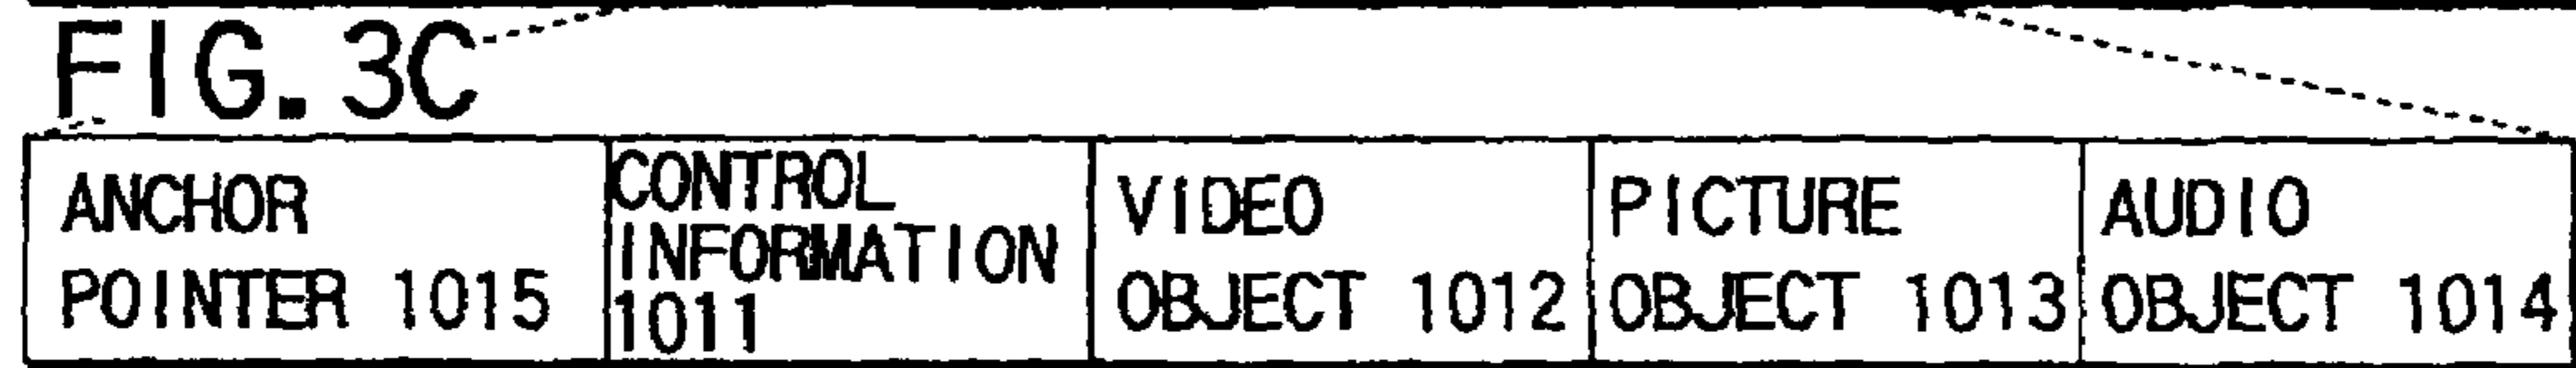 FIG. 3C
ANCHOR
POINTER 1015
CONTROL
INFORMATION
1011
VIDEO
OBJECT 1012
PICTURE
OBJECT 1013
AUDIO
OBJECT 1014